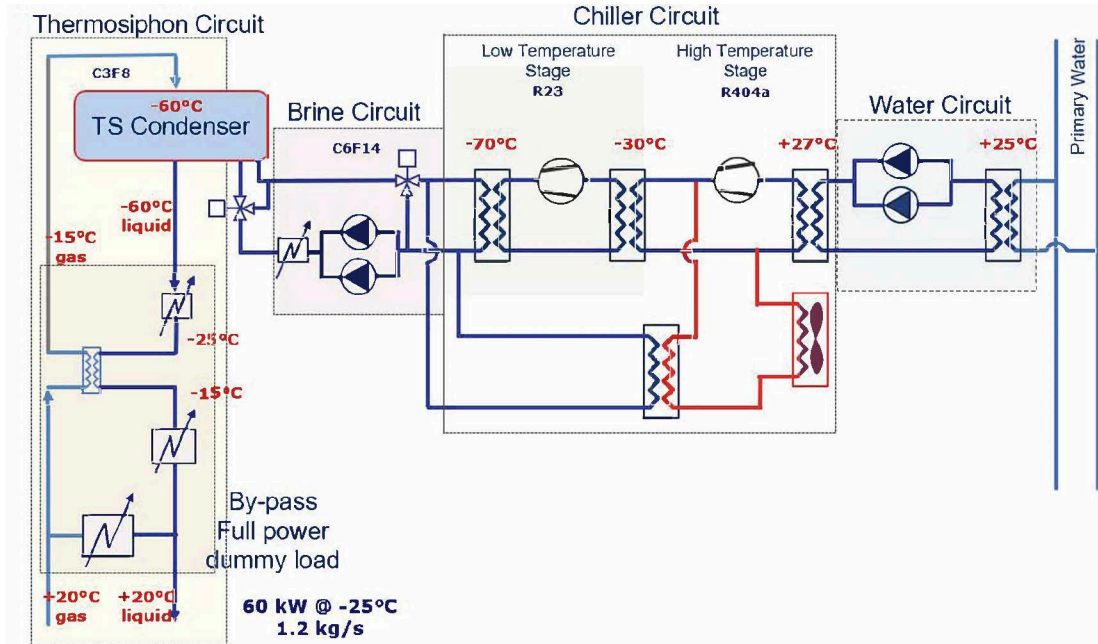 Thermosiphon Circuit
C3F8
-60°C
TS Condenser
-60°C
liquid
-15°C
gas
-25°C
-15°C
By-pass
Full power
dummy load
+20°C
gas
+20°C
liquid
60 kW @ -25°C
1.2 kg/s
Brine Circuit
C6F14
Chiller Circuit
Low Temperature
Stage
R23
High Temperature
Stage
R404a
-70°C
-30°C
+27°C
Water Circuit
+25°C
Primary Water